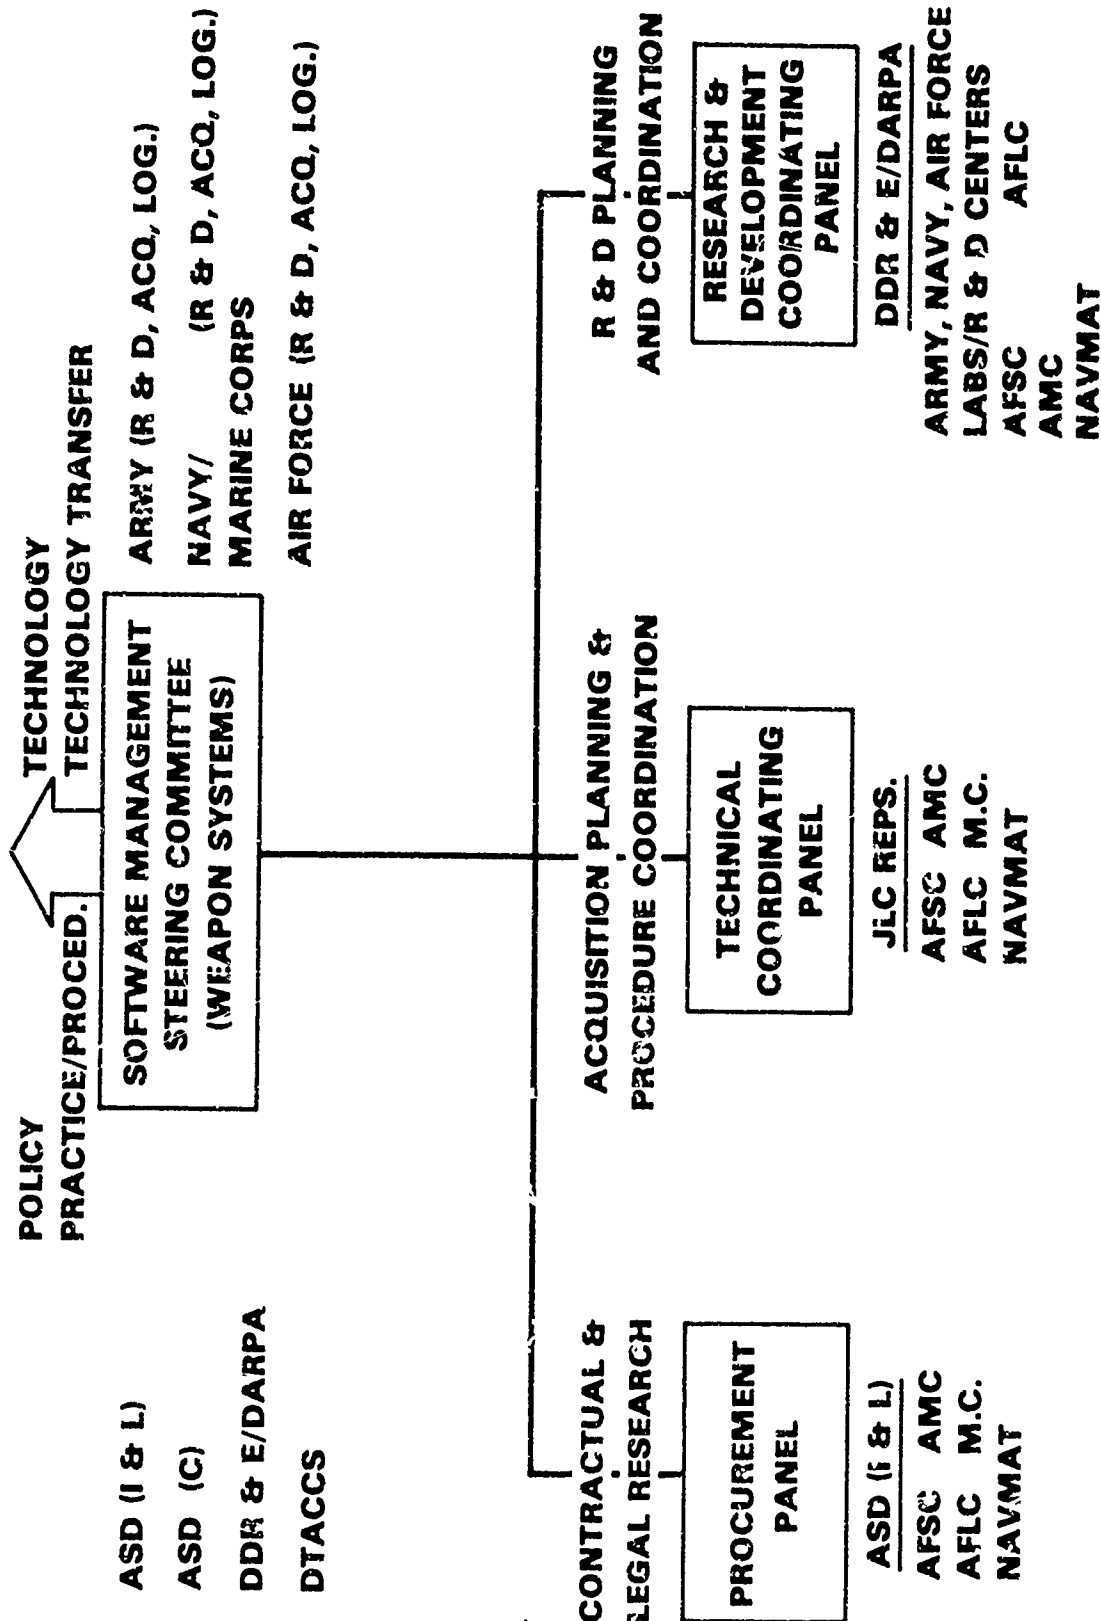 POLICY
PRACTICE/PROCED.
TECHNOLOGY
TECHNOLOGY TRANSFER
ASD (I & L)
ASD (C)
DDR & E/DARPA
DTACCS
SOFTWARE MANAGEMENT
STEERING COMMITTEE
(WEAPON SYSTEMS)
ARMY (R & D, ACQ, LOG.)
NAVY/ (R & D, ACQ, LOG.)
MARINE CORPS
AIR FORCE (R & D, ACQ, LOG.)
CONTRACTUAL &
LEGAL RESEARCH
PROCUREMENT
PANEL
ASD (I & L)
AFSC AMC
AFLC M.C.
NAVMAT
ACQUISITION PLANNING &
PROCEDURE COORDINATION
TECHNICAL
COORDINATING
PANEL
JLC REPS.
AFSC AMC
AFLC M.C.
NAVMAT
R & D PLANNING
AND COORDINATION
RESEARCH &
DEVELOPMENT
COORDINATING
PANEL
DDR & E/DARPA
ARMY, NAVY, AIR FORCE
LABS/R & D CENTERS
AFSC AFLC
AMC
NAVMAT